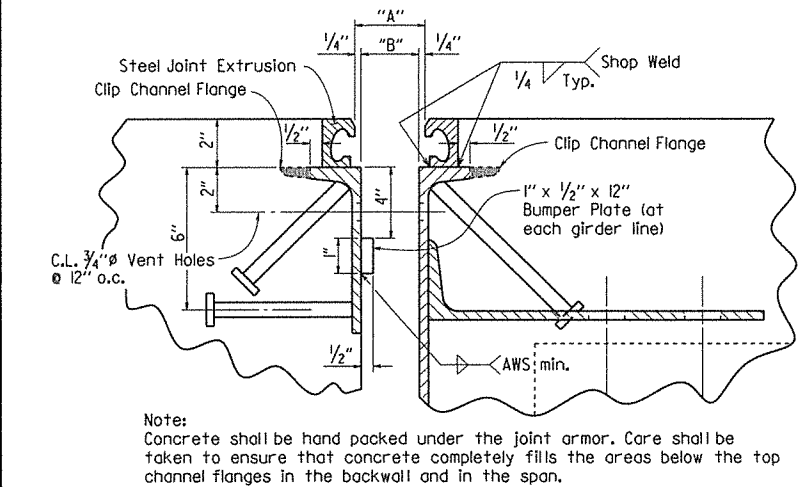 "A"
1/4" "B" 1/4"
Steel Joint Extrusion
Clip Channel Flange
Shop Weld
1/4 Typ.
1/2"
1/2"
Clip Channel Flange
2"
2"
6"
4"
1" x 1/2" x 12"
Bumper Plate (at
each girder line)
1"
C.L. 3/4"Ø Vent Holes
@ 12" o.c.
1/2"
AWS min.
Note:
Concrete shall be hand packed under the joint armor. Care shall be
taken to ensure that concrete completely fills the areas below the top
channel flanges in the backwall and in the span.